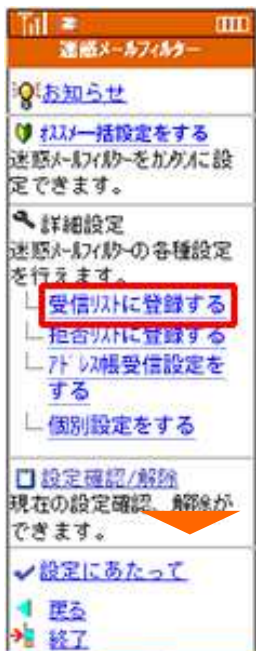 迷惑メールフィルター
お知らせ
オススメ一括設定をする
迷惑メールフィルターをカンタンに設
定できます。
詳細設定
迷惑メールフィルターの各種設定
を行えます。
受信リストに登録する
拒否リストに登録する
アドレス帳受信設定を
する
個別設定をする
設定確認/解除
現在の設定確認、解除が
できます。
設定にあたって
戻る
終了